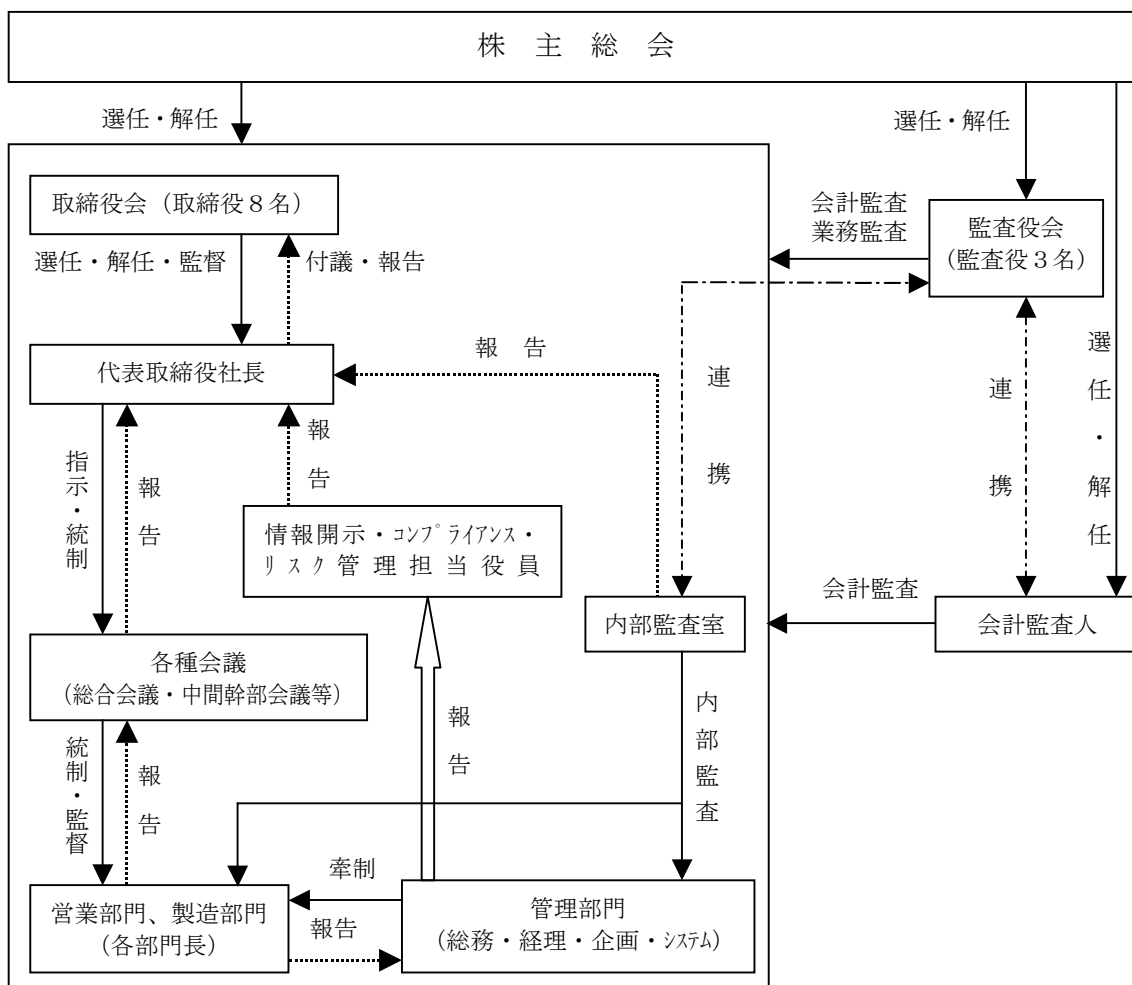 株主総会
選任・解任
選任・解任
取締役会（取締役８名）
会計監査
業務監査
監査役会
（監査役３名）
選任・解任・監督
付議・報告
報告
選任・解任
代表取締役社長
連携
連携
報告
指示・統制
報告
情報開示・ｺﾝﾌﾟﾗｲｱﾝｽ・
ﾘｽｸ管理担当役員
会計監査
内部監査室
会計監査人
各種会議
（総合会議・中間幹部会議等）
報告
内部監査
統制・監督
報告
牽制
営業部門、製造部門
（各部門長）
報告
管理部門
（総務・経理・企画・ｼｽﾃﾑ）